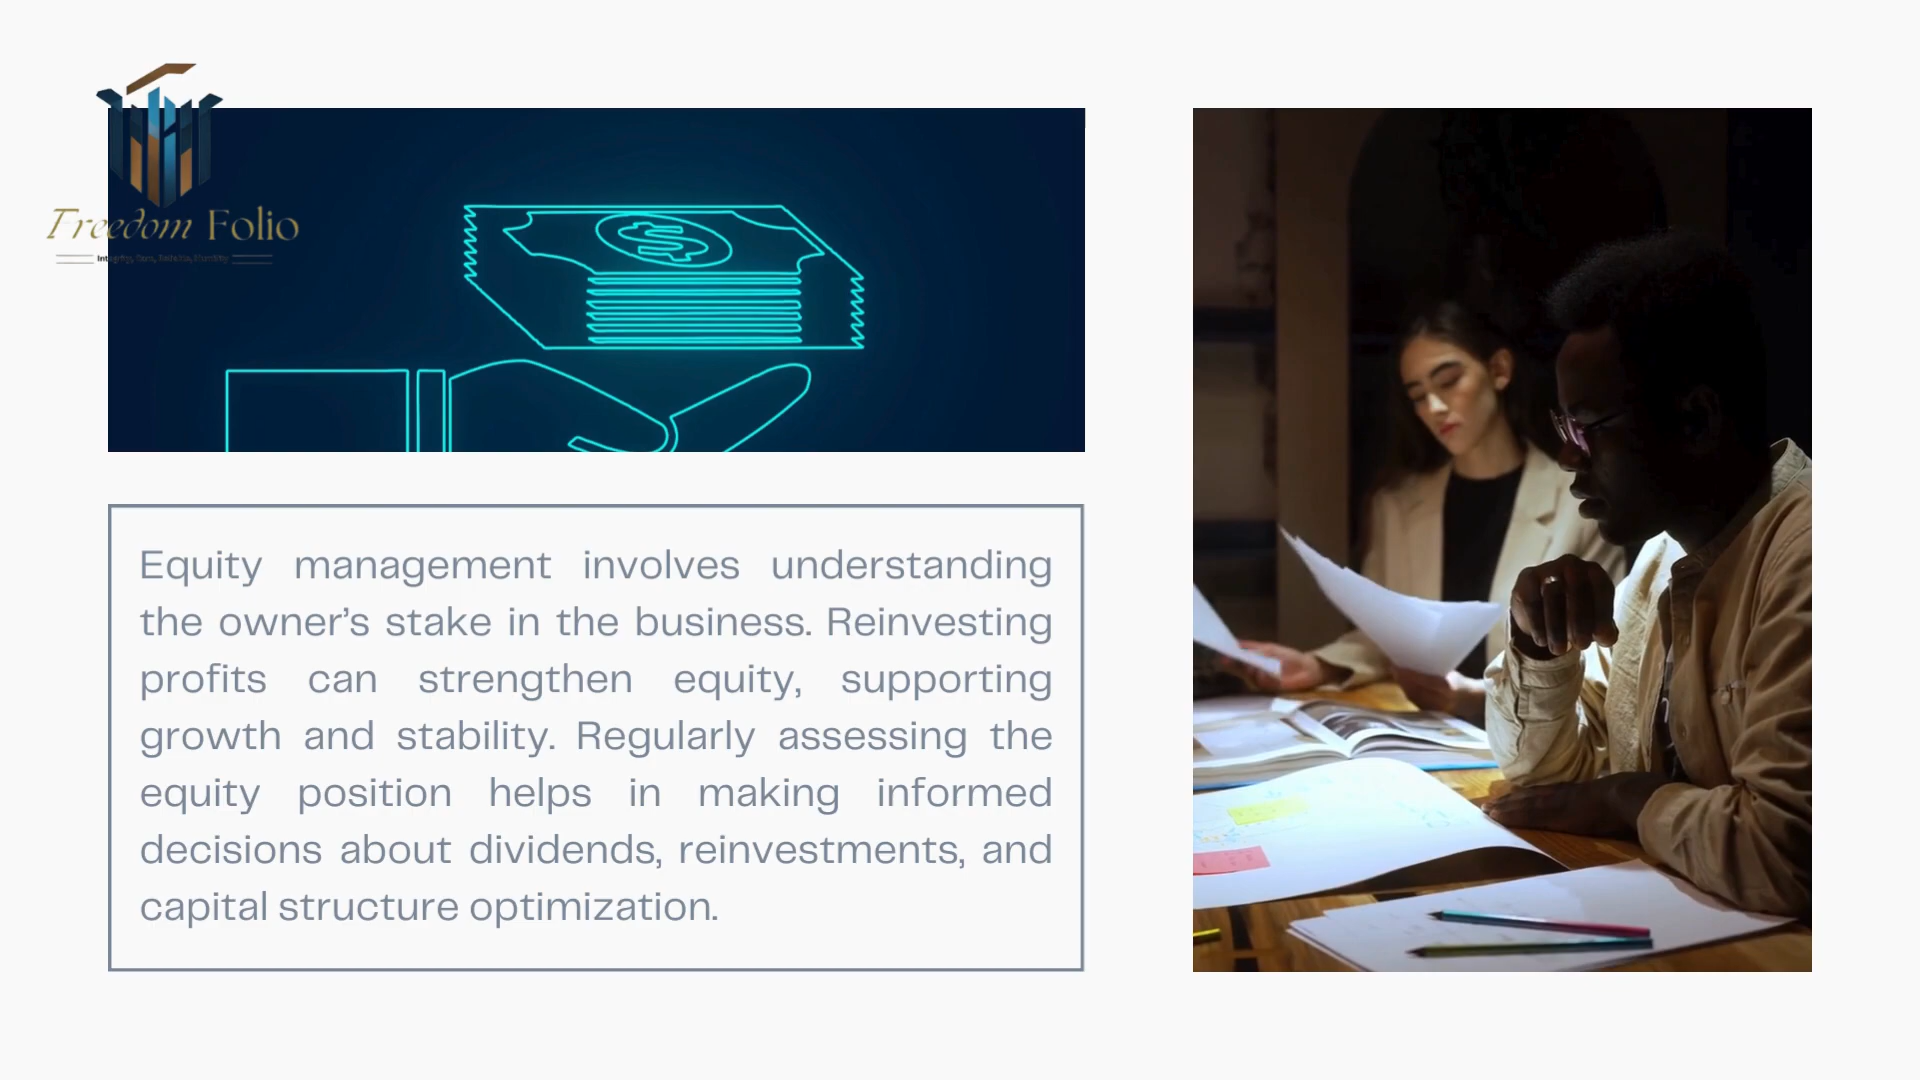 Freedom Folio
Equity management involves understanding
the owner’s stake in the business. Reinvesting
profits can strengthen equity, supporting
growth and stability. Regularly assessing the
equity position helps in making informed
decisions about dividends, reinvestments, and
capital structure optimization.